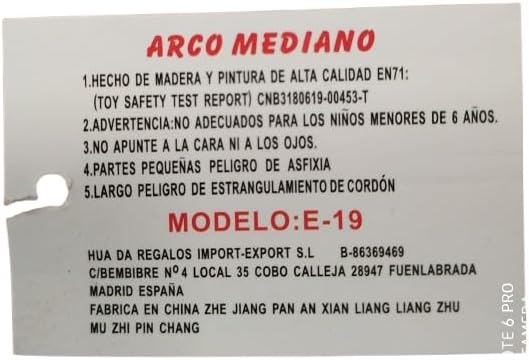 ARCO MEDIANO
1.HECHO DE MADERA Y PINTURA DE ALTA CALIDAD EN71:
(TOY SAFETY TEST REPORT) CNB3180619-00453-T
2.ADVERTENCIA:NO ADECUADOS PARA LOS NIÑOS MENORES DE 6 AÑOS.
3.NO APUNTE A LA CARA NI A LOS OJOS.
4.PARTES PEQUEÑAS PELIGRO DE ASFIXIA
5.LARGO PELIGRO DE ESTRANGULAMIENTO DE CORDÓN
MODELO:E-19
HUA DA REGALOS IMPORT-EXPORT S.L B-86369469
C/BEMBIBRE Nº4 LOCAL 35 COBO CALLEJA 28947 FUENLABRADA
MADRID ESPAÑA
FABRICA EN CHINA ZHE JIANG PAN AN XIAN LIANG LIANG ZHU
MU ZHI PIN CHANG
OTE 6 PRO